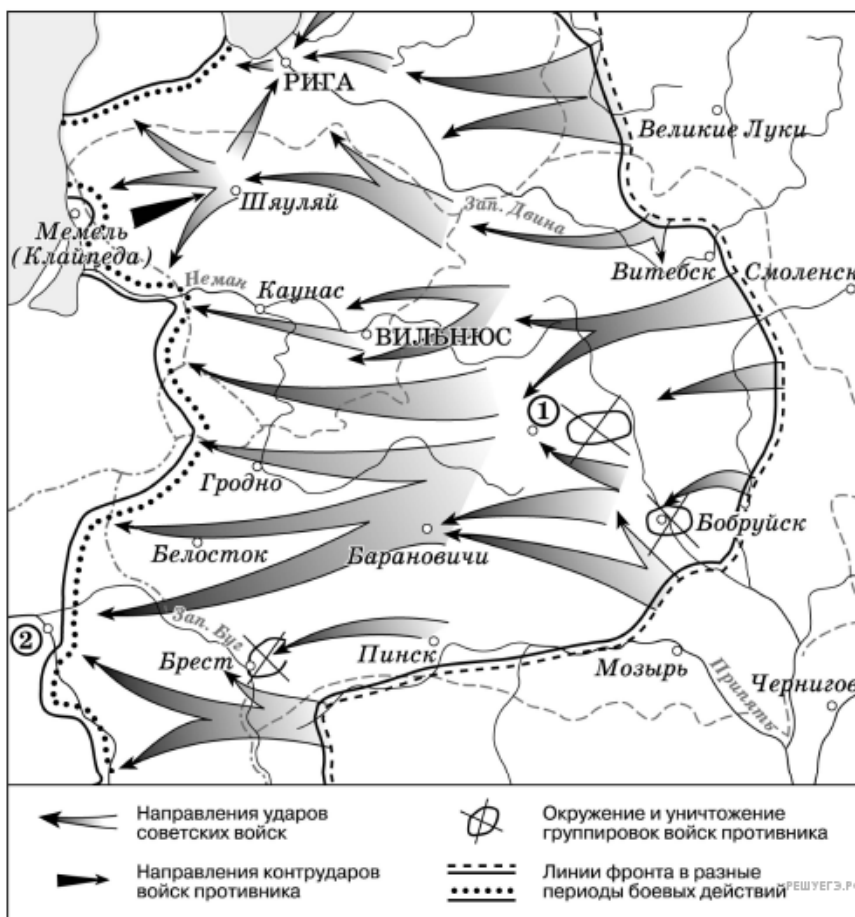 РИГА
Великие Луки
Шяуляй
Зап. Двина
Мемель
(Клайпеда)
Витебск
Смоленск
Неман
Каунас
ВИЛЬНЮС
1
Гродно
Бобруйск
Белосток
Барановичи
Зап. Буг
2
Брест
Пинск
Мозырь
Припять
Чернигов
Направления ударов
советских войск
Окружение и уничтожение
группировок войск противника
Направления контрударов
войск противника
Линии фронта в разные
периоды боевых действий
РЕШУЕГЭ.РФ